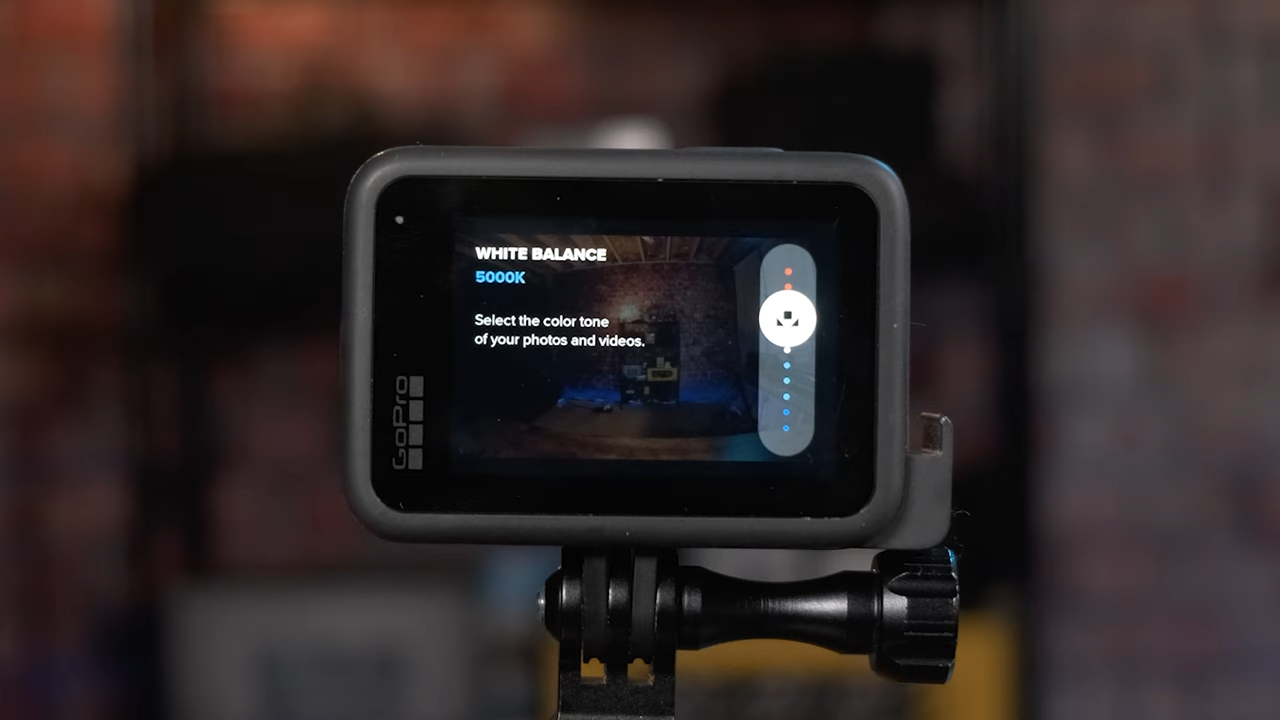 WHITE BALANCE
5000K
Select the color tone
of your photos and videos.
GoPro